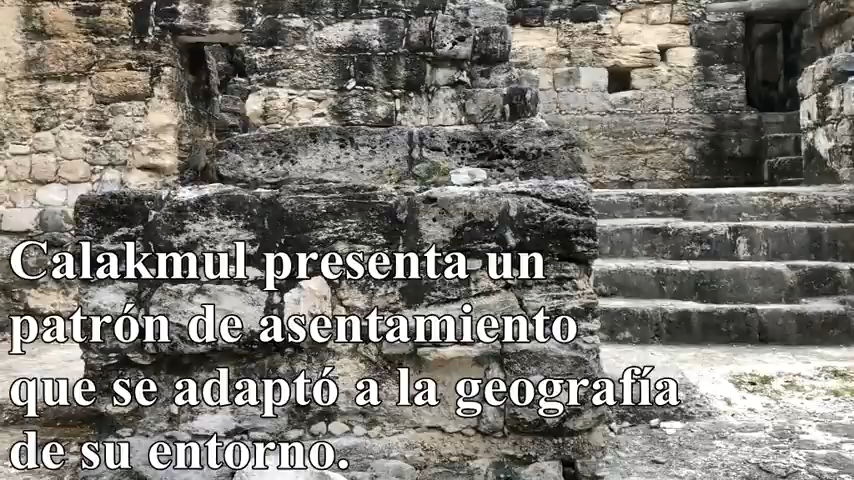 Calakmul presenta un
patrón de asentamiento
que se adaptó a la geografía
de su entorno.